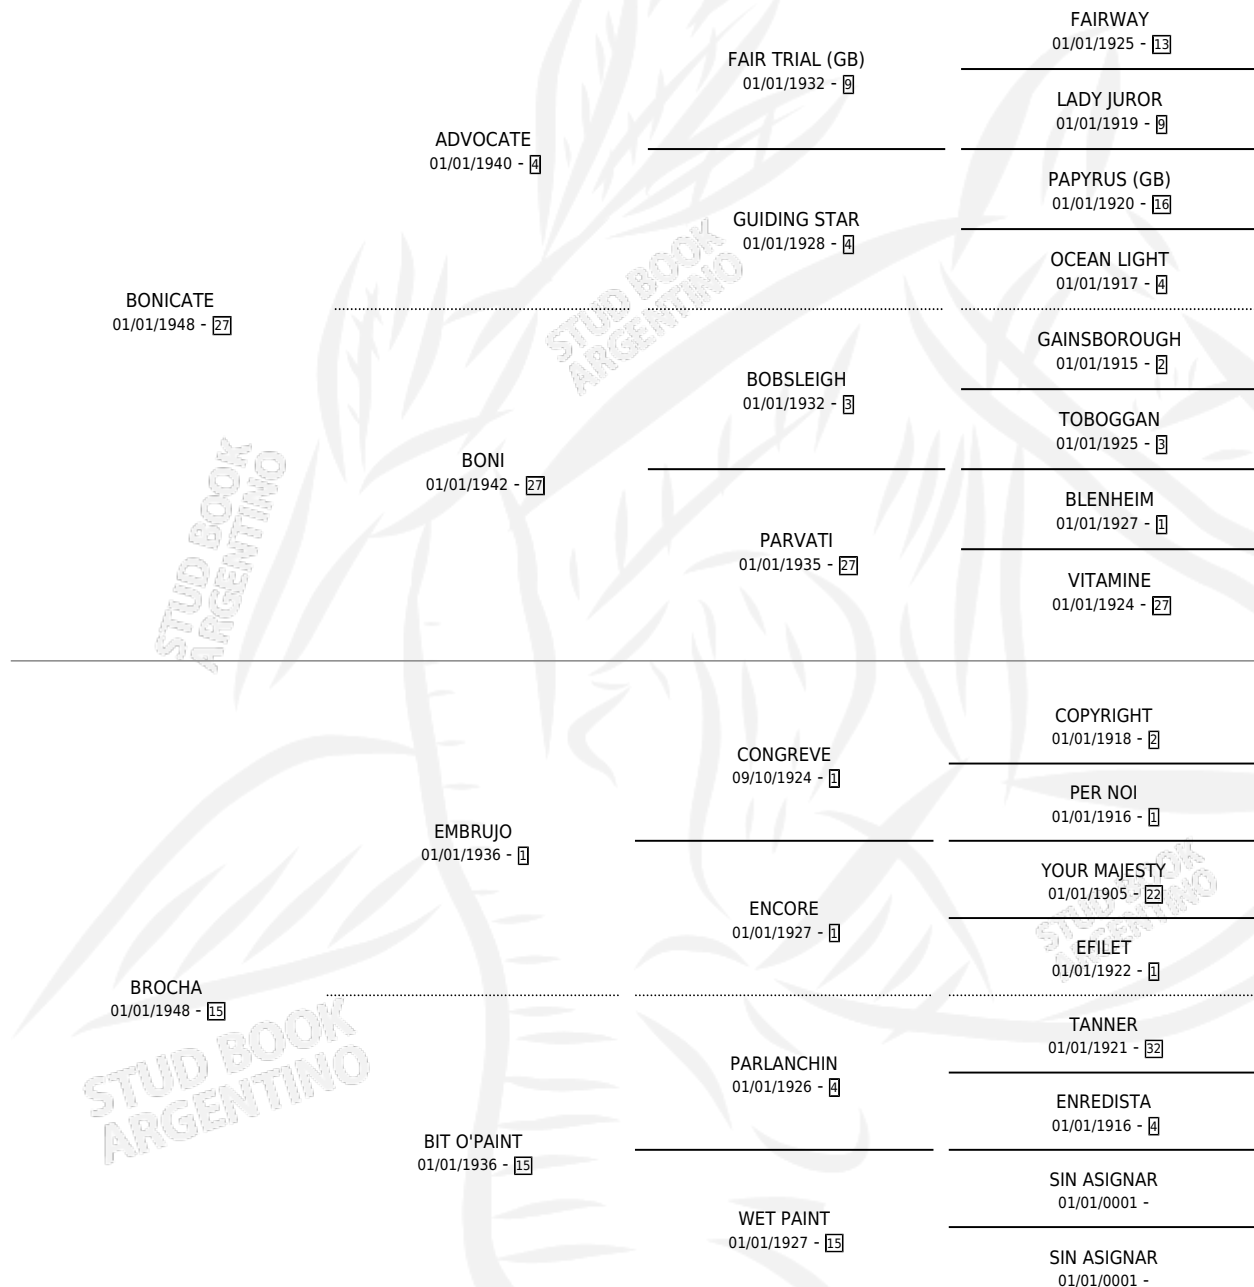 FAIRWAY
01/01/1925 - 13
FAIR TRIAL (GB)
01/01/1932 - 9
LADY JUROR
01/01/1919 - 9
ADVOCATE
01/01/1940 - 4
PAPYRUS (GB)
01/01/1920 - 16
GUIDING STAR
01/01/1928 - 4
OCEAN LIGHT
01/01/1917 - 4
BONICATE
01/01/1948 - 27
STUD BOOK
ARGENTINO
GAINSBOROUGH
01/01/1915 - 2
BOBSLEIGH
01/01/1932 - 3
TOBOGGAN
01/01/1925 - 3
BONI
01/01/1942 - 27
BLENHEIM
01/01/1927 - 1
PARVATI
01/01/1935 - 27
VITAMINE
01/01/1924 - 27
STUD BOOK
ARGENTINO
COPYRIGHT
01/01/1918 - 2
CONGREVE
09/10/1924 - 1
PER NOI
01/01/1916 - 1
EMBRUJO
01/01/1936 - 1
YOUR MAJESTY
01/01/1905 - 22
ENCORE
01/01/1927 - 1
EFILET
01/01/1922 - 1
STUD BOOK
ARGENTINO
BROCHA
01/01/1948 - 15
TANNER
01/01/1921 - 32
PARLANCHIN
01/01/1926 - 4
ENREDISTA
01/01/1916 - 4
STUD BOOK
ARGENTINO
BIT O'PAINT
01/01/1936 - 15
SIN ASIGNAR
01/01/0001 -
WET PAINT
01/01/1927 - 15
SIN ASIGNAR
01/01/0001 -